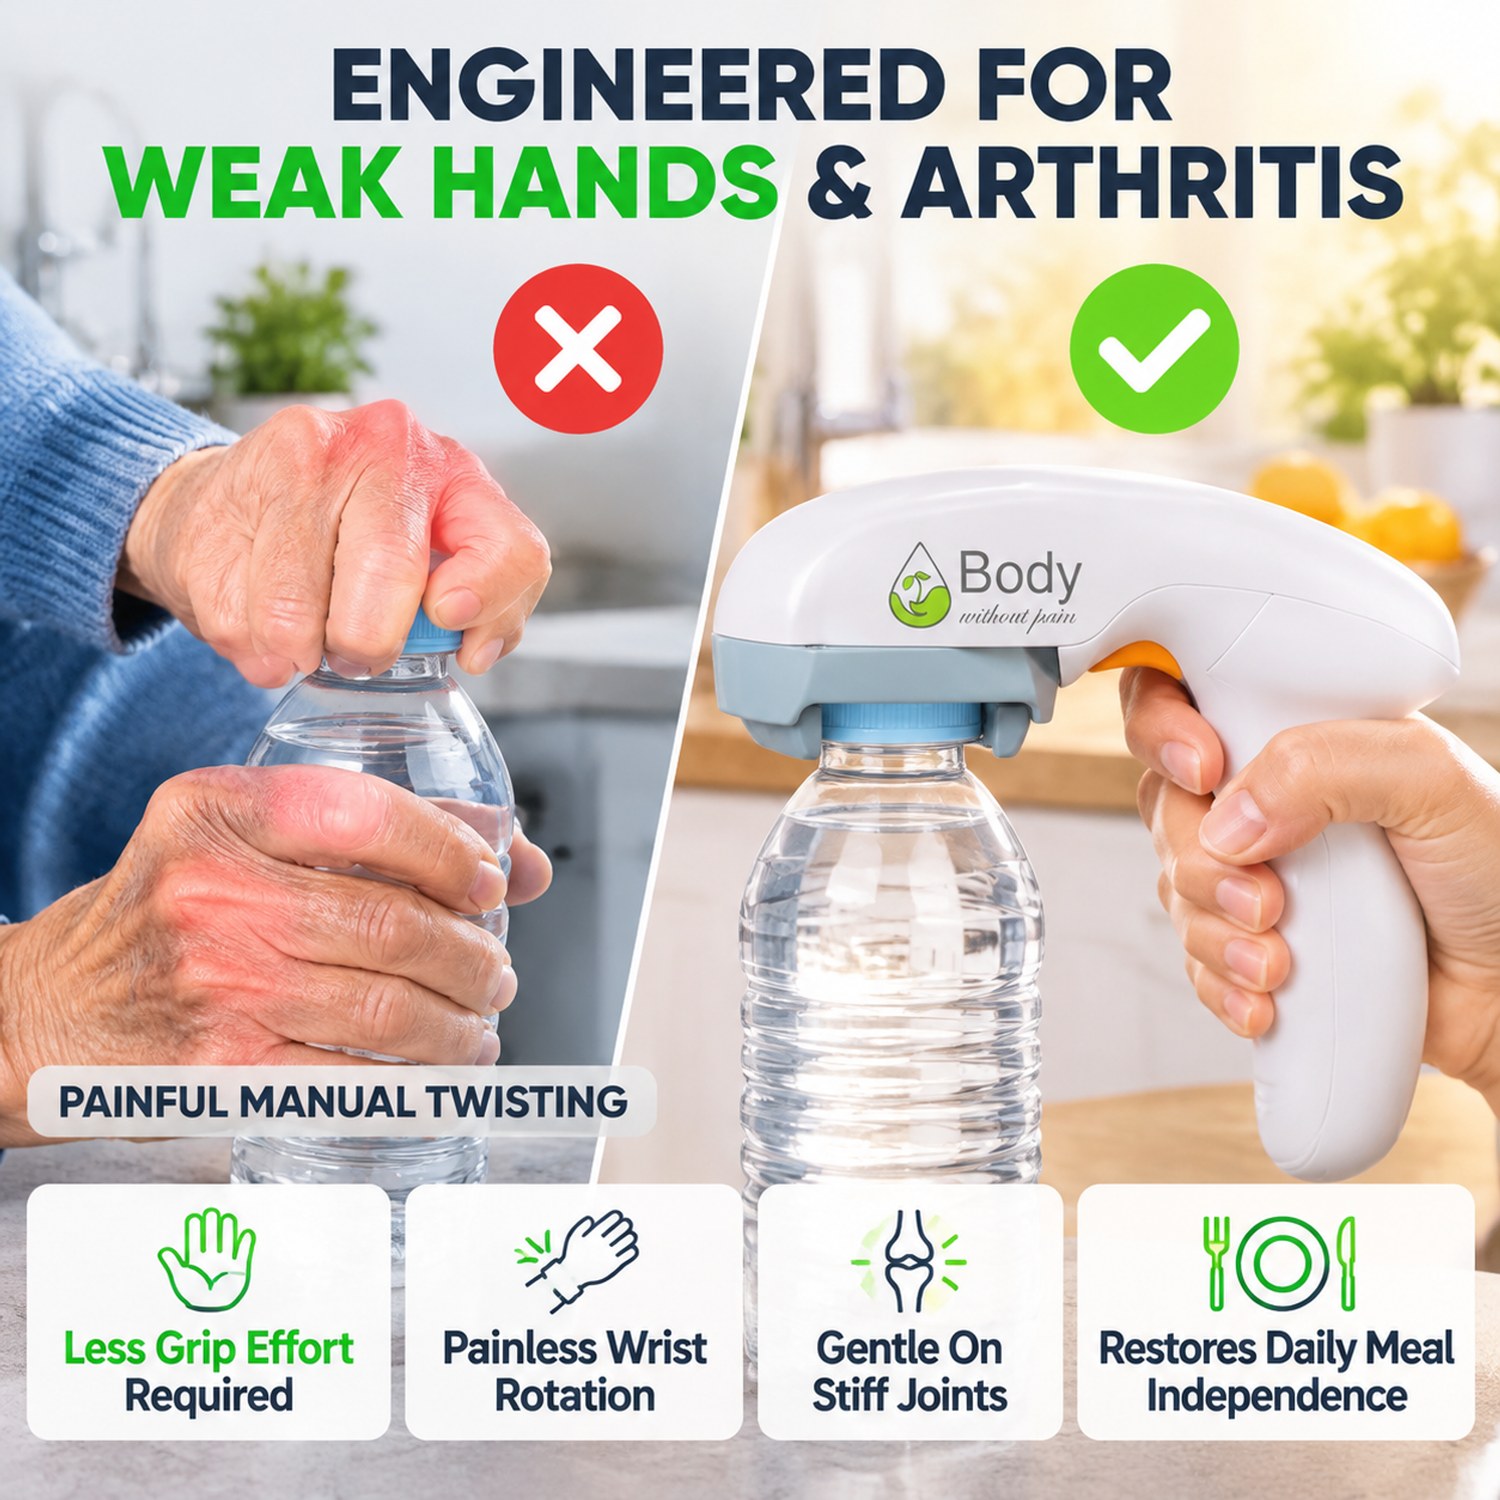 ENGINEERED FOR
WEAK HANDS & ARTHRITIS
Body
without pain
PAINFUL MANUAL TWISTING
Less Grip Effort
Required
Painless Wrist
Rotation
Gentle On
Stiff Joints
Restores Daily Meal
Independence